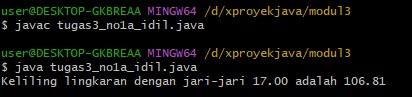 user@DESKTOP-GKBREAA MINGW64 /d/xproyekjava/modul3
$ javac tugas3_no1a_idil.java
user@DESKTOP-GKBREAA MINGW64 /d/xproyekjava/modul3
$ java tugas3_no1a_idil.java
Keliling lingkaran dengan jari-jari 17.00 adalah 106.81